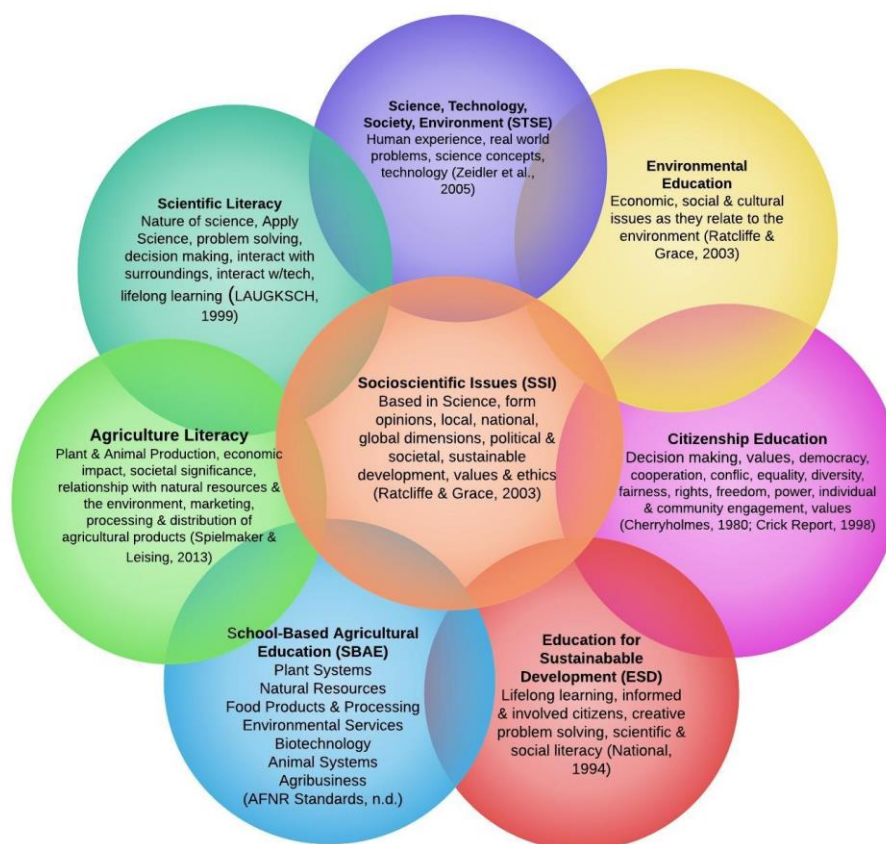 Science, Technology,
Society, Environment (STSE)
Human experience, real world
problems, science concepts,
technology (Zeidler et al.,
2005)
Environmental
Education
Economic, social & cultural
issues as they relate to the
environment (Ratcliffe &
Grace, 2003)
Scientific Literacy
Nature of science, Apply
Science, problem solving,
decision making, interact with
surroundings, interact w/tech,
lifelong learning (LAUGKSCH,
1999)
Socioscientific Issues (SSI)
Based in Science, form
opinions, local, national,
global dimensions, political &
societal, sustainable
development, values & ethics
(Ratcliffe & Grace, 2003)
Agriculture Literacy
Plant & Animal Production, economic
impact, societal significance,
relationship with natural resources &
the environment, marketing,
processing & distribution of
agricultural products (Spielmaker &
Leising, 2013)
Citizenship Education
Decision making, values, democracy,
cooperation, conflic, equality, diversity,
fairness, rights, freedom, power, individual
& community engagement, values
(Cherryholmes, 1980; Crick Report, 1998)
School-Based Agricultural
Education (SBAE)
Plant Systems
Natural Resources
Food Products & Processing
Environmental Services
Biotechnology
Animal Systems
Agribusiness
(AFNR Standards, n.d.)
Education for
Sustainabable
Development (ESD)
Lifelong learning, informed
& involved citizens, creative
problem solving, scientific &
social literacy (National,
1994)